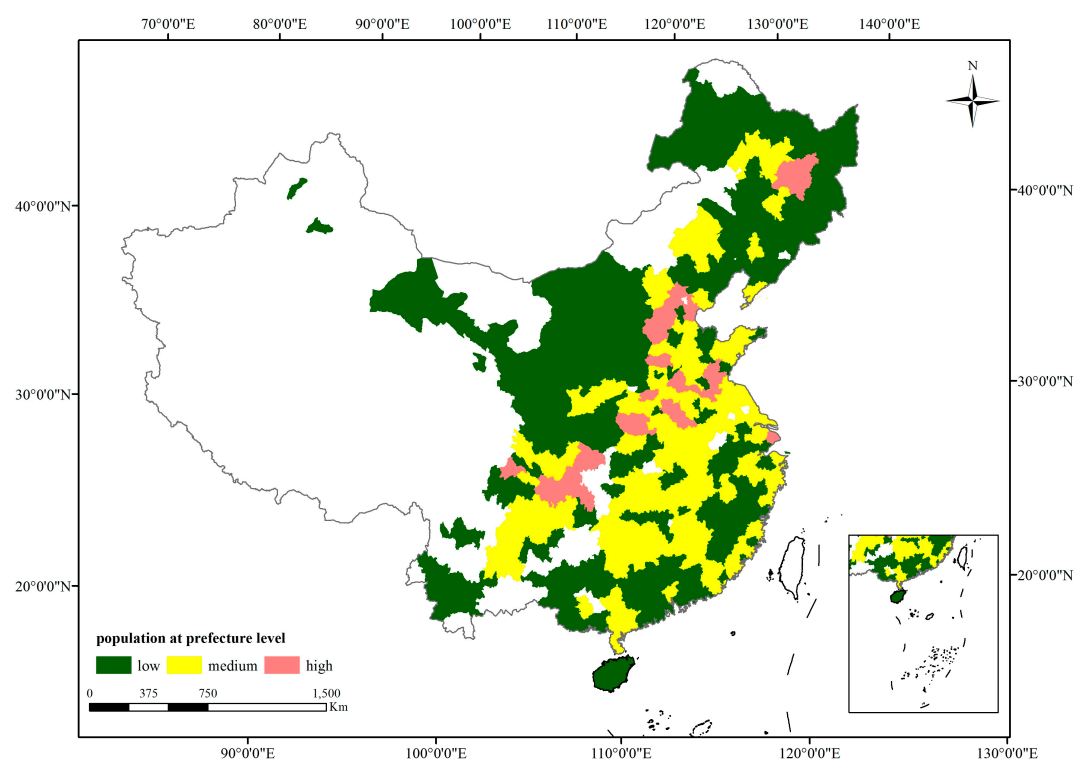 70°0'0"E 80°0'0"E 90°0'0"E 100°0'0"E 110°0'0"E 120°0'0"E 130°0'0"E 140°0'0"E
N
40°0'0"N 40°0'0"N
30°0'0"N 30°0'0"N
20°0'0"N 20°0'0"N
population at prefecture level
low medium high
0 375 750 1,500
Km
90°0'0"E 100°0'0"E 110°0'0"E 120°0'0"E 130°0'0"E